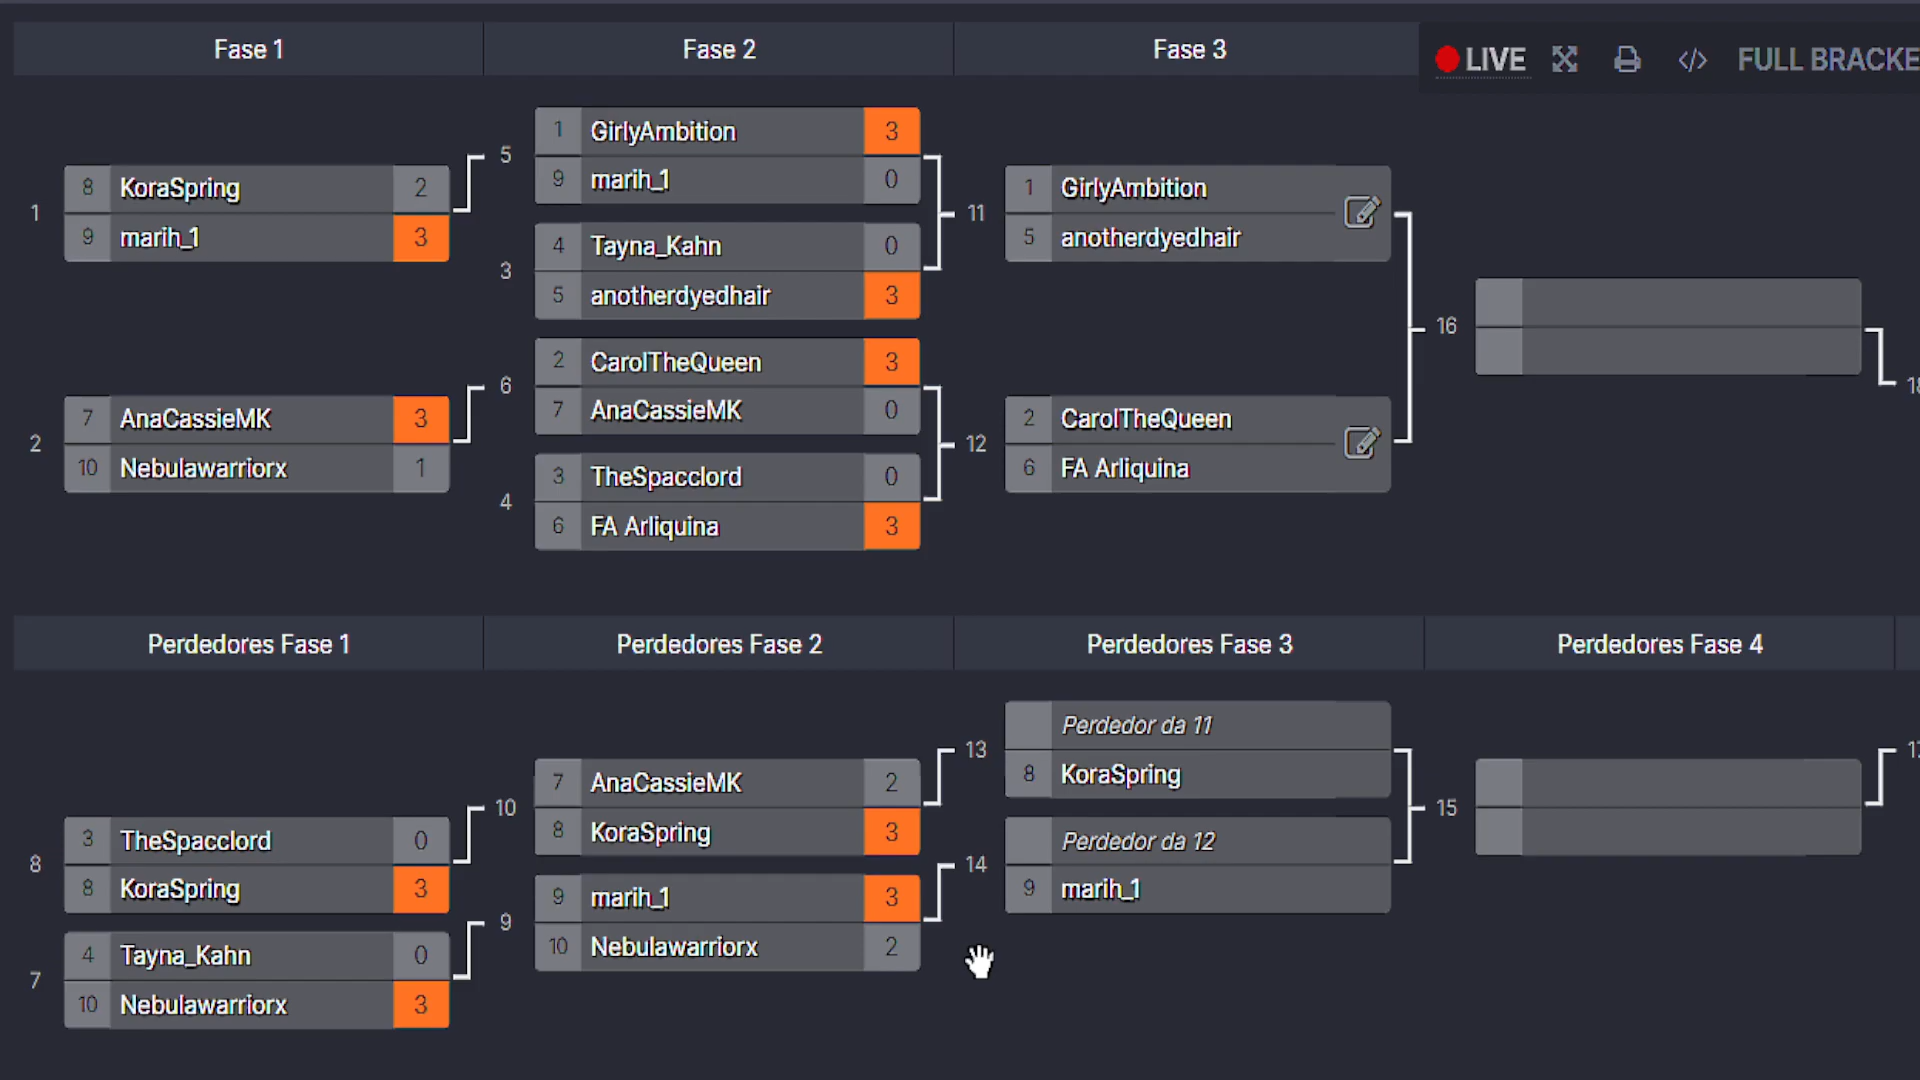 Fase 1
Fase 2
Fase 3
LIVE
</> FULL BRACKE
1
8 KoraSpring 2
9 marih_1 3
2
7 AnaCassieMK 3
10 Nebulawarriorx 1
5
1 GirlyAmbition 3
9 marih_1 0
3
4 Tayna_Kahn 0
5 anotherdyedhair 3
6
2 CarolTheQueen 3
7 AnaCassieMK 0
4
3 TheSpacclord 0
6 FA Arliquina 3
11
1 GirlyAmbition
5 anotherdyedhair
12
2 CarolTheQueen
6 FA Arliquina
16
Perdedores Fase 1
Perdedores Fase 2
Perdedores Fase 3
Perdedores Fase 4
8
3 TheSpacclord 0
8 KoraSpring 3
7
4 Tayna_Kahn 0
10 Nebulawarriorx 3
10
7 AnaCassieMK 2
8 KoraSpring 3
9
9 marih_1 3
10 Nebulawarriorx 2
13
Perdedor da 11
8 KoraSpring
14
Perdedor da 12
9 marih_1
15